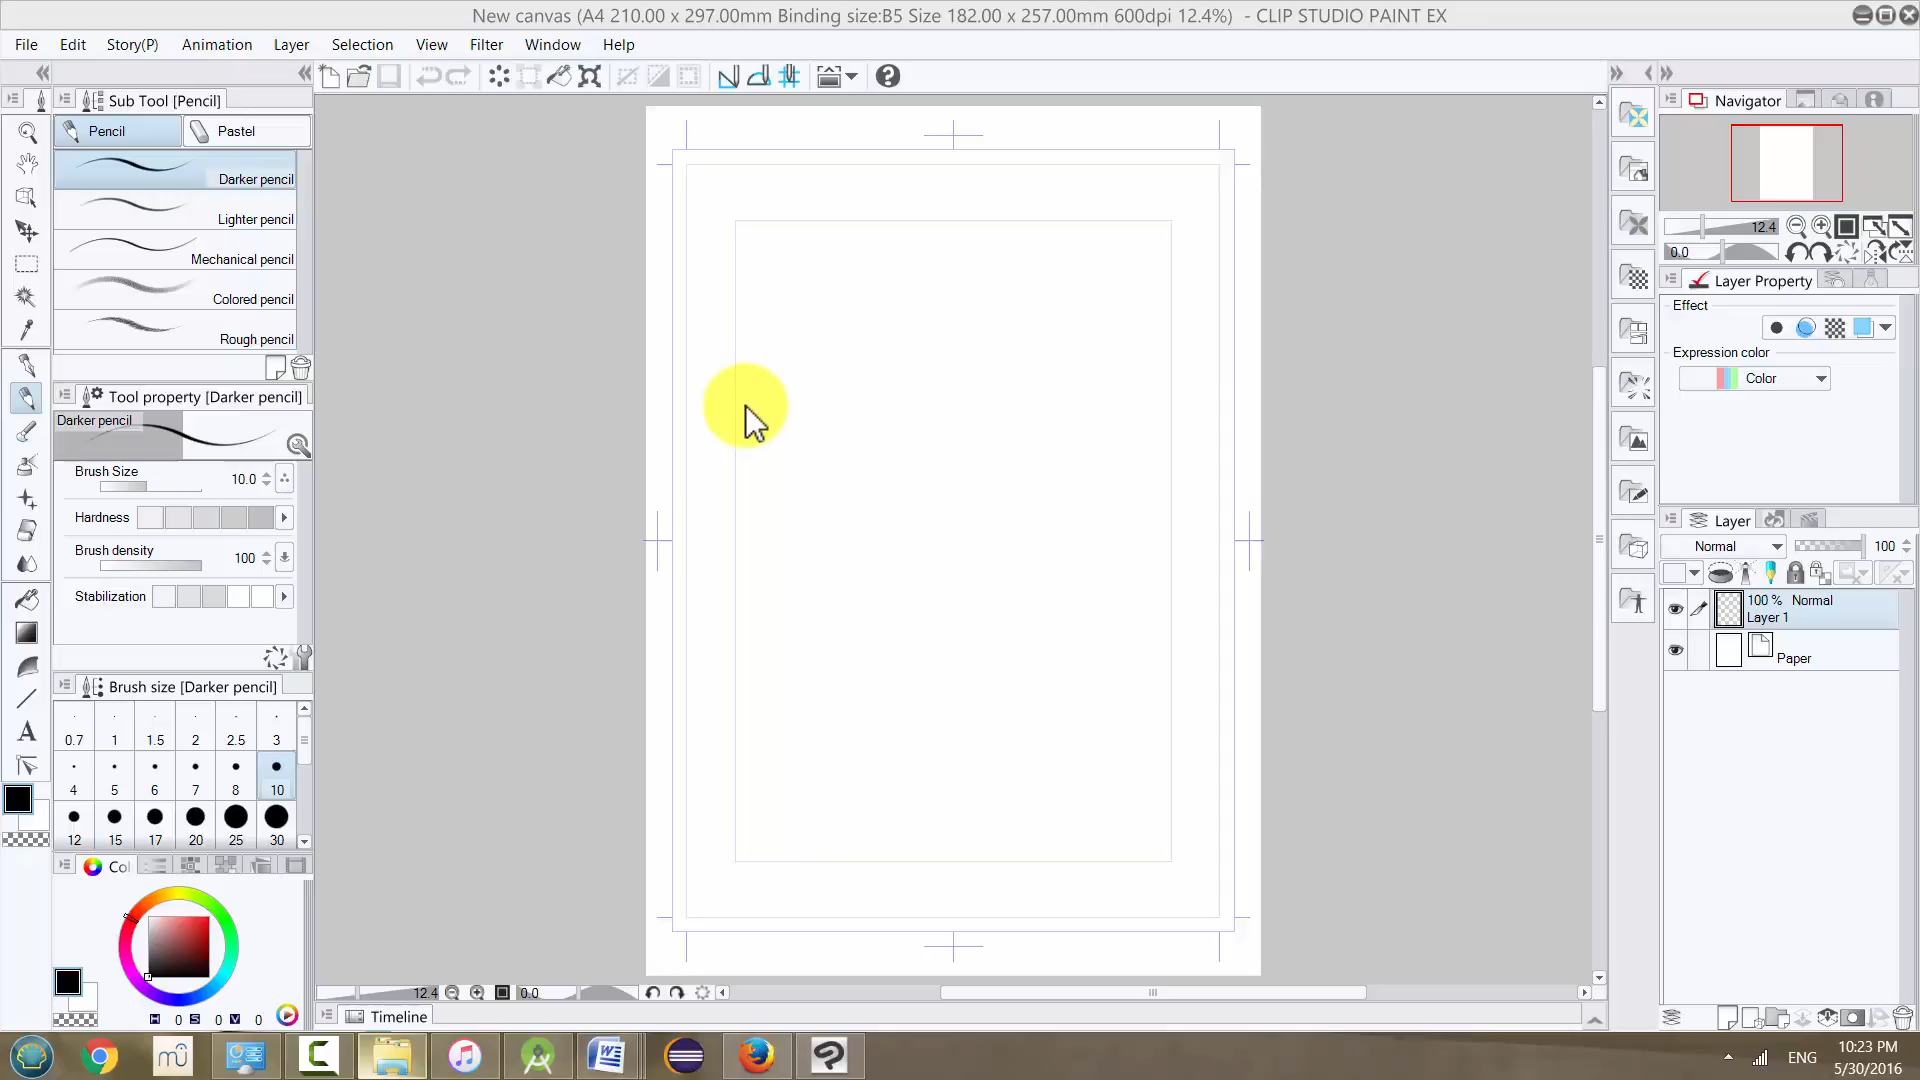 New canvas (A4 210.00 x 297.00mm Binding size:B5 Size 182.00 x 257.00mm 600dpi 12.4%) - CLIP STUDIO PAINT EX
File Edit Story(P) Animation Layer Selection View Filter Window Help
Sub Tool [Pencil]
Pencil Pastel
Darker pencil
Lighter pencil
Mechanical pencil
Colored pencil
Rough pencil
Tool property [Darker pencil]
Darker pencil
Brush Size 10.0
Hardness
Brush density 100
Stabilization
Brush size [Darker pencil]
0.7 1 1.5 2 2.5 3
4 5 6 7 8 10
12 15 17 20 25 30
Col
H 0 S 0 V 0
12.4 0.0
Timeline
Navigator
12.4
0.0
Layer Property
Effect
Expression color
Color
Layer
Normal 100
100 % Normal
Layer 1
Paper
ENG
10:23 PM
5/30/2016